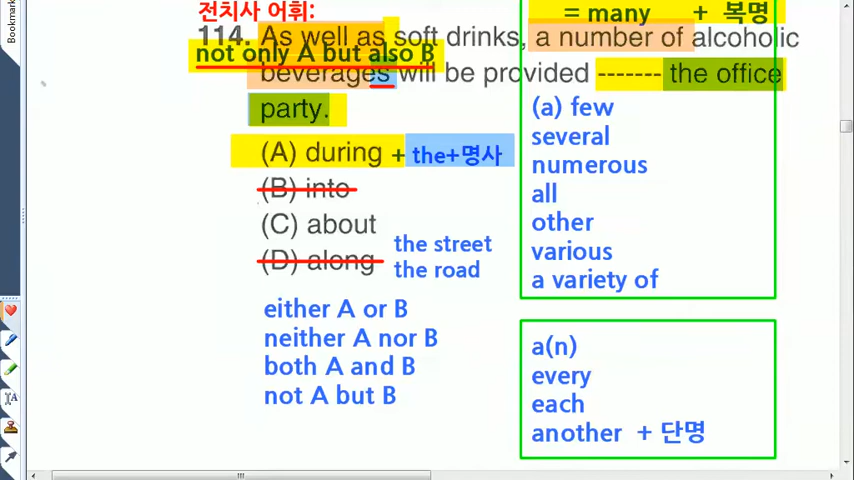 Bookmark
전치사 어휘:
= many + 복명
114. As well as soft drinks, a number of alcoholic
not only A but also B
beverages will be provided ------- the office
party.
(a) few
several
numerous
all
other
various
a variety of
(A) during + the+명사
(B) into
(C) about
(D) along
the street
the road
either A or B
neither A nor B
both A and B
not A but B
a(n)
every
each
another + 단명